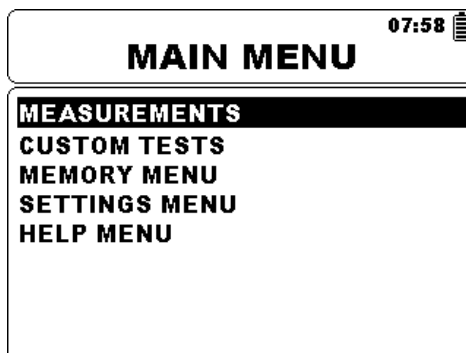 07:58
MAIN MENU
MEASUREMENTS
CUSTOM TESTS
MEMORY MENU
SETTINGS MENU
HELP MENU